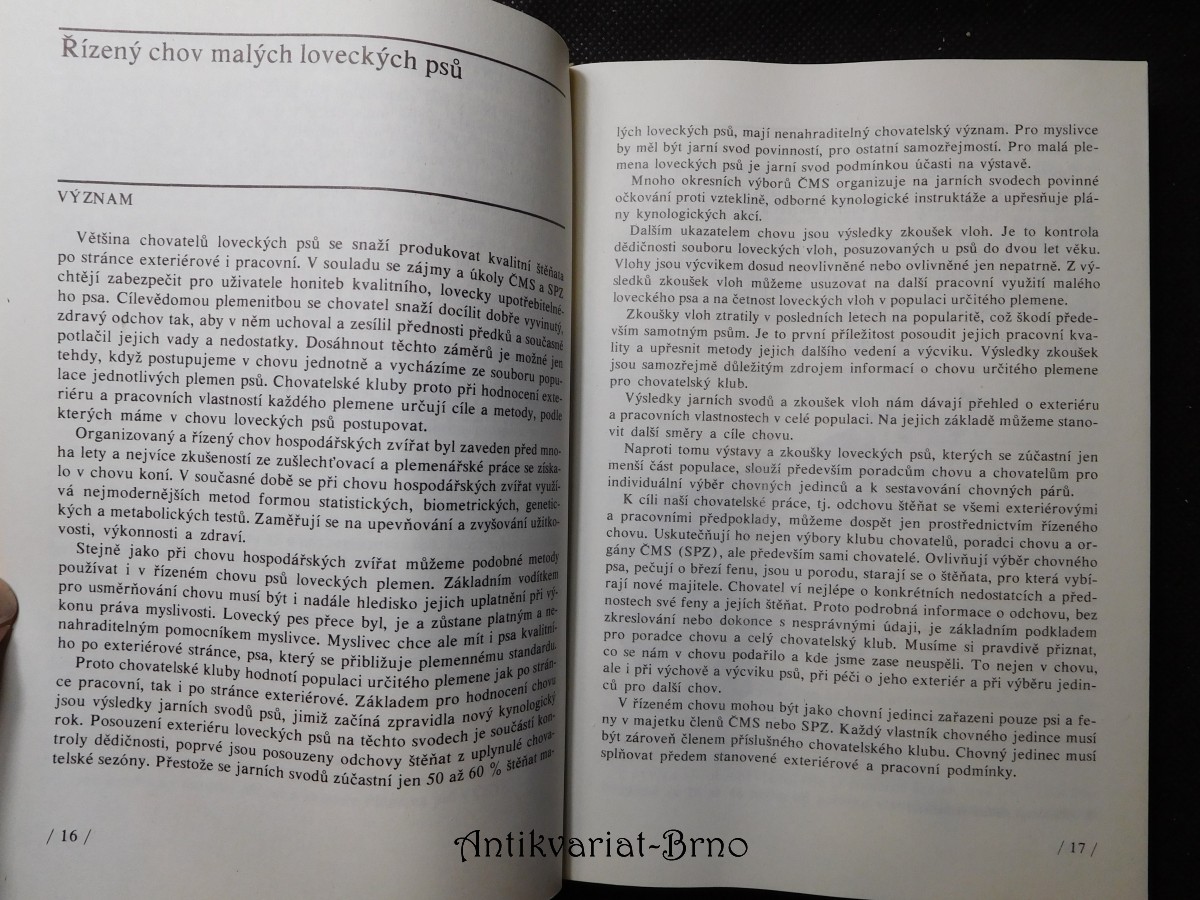 Řízený chov malých loveckých psů
VÝZNAM
Většina chovatelů loveckých psů se snaží produkovat kvalitní štěňata
po stránce exteriérové i pracovní. V souladu se zájmy a úkoly ČMS a SPZ
chtějí zabezpečit pro uživatele honiteb kvalitního, lovecky upotřebitelné-
ho psa. Cílevědomou plemenitbou se chovatel snaží docílit dobře vyvinutý,
zdravý odchov tak, aby v něm uchoval a zesílil přednosti předků a současně
potlačil jejich vady a nedostatky. Dosáhnout těchto záměrů je možné jen
tehdy, když postupujeme v chovu jednotně a vycházíme ze souboru popu-
lace jednotlivých plemen psů. Chovatelské kluby proto při hodnocení exte-
riéru a pracovních vlastností každého plemene určují cíle a metody, podle
kterých máme v chovu loveckých psů postupovat.
Organizovaný a řízený chov hospodářských zvířat byl zaveden před mno-
ha lety a nejvíce zkušeností ze zušlechťovací a plemenářské práce se získa-
lo v chovu koní. V současné době se při chovu hospodářských zvířat využí-
vá nejmodernějších metod formou statistických, biometrických, genetic-
kých a metabolických testů. Zaměřují se na upevňování a zvyšování užitko-
vosti, výkonnosti a zdraví.
Stejně jako při chovu hospodářských zvířat můžeme podobné metody
používat i v řízeném chovu psů loveckých plemen. Základním vodítkem
pro usměrňování chovu musí být i nadále hledisko jejich uplatnění při vý-
konu práva myslivosti. Lovecký pes přece byl, je a zůstane platným a ne-
nahraditelným pomocníkem myslivce. Myslivec chce ale mít i psa kvalitní-
ho po exteriérové stránce, psa, který se přibližuje plemennému standardu.
Proto chovatelské kluby hodnotí populaci určitého plemene jak po strán-
ce pracovní, tak i po stránce exteriérové. Základem pro hodnocení chovu
jsou výsledky jarních svodů psů, jimiž začíná zpravidla nový kynologický
rok. Posouzení exteriéru loveckých psů na těchto svodech je součástí kon-
troly dědičnosti, poprvé jsou posouzeny odchovy štěňat z uplynulé chova-
telské sezóny. Přestože se jarních svodů zúčastní jen 50 až 60 % štěňat ma-
/ 16 /
lých loveckých psů, mají nenahraditelný chovatelský význam. Pro myslivce
by měl být jarní svod povinností, pro ostatní samozřejmostí. Pro malá ple-
mena loveckých psů je jarní svod podmínkou účasti na výstavě.
Mnoho okresních výborů ČMS organizuje na jarních svodech povinné
očkování proti vzteklině, odborné kynologické instruktáže a upřesňuje plá-
ny kynologických akcí.
Dalším ukazatelem chovu jsou výsledky zkoušek vloh. Je to kontrola
dědičnosti souboru loveckých vloh, posuzovaných u psů do dvou let věku.
Vlohy jsou výcvikem dosud neovlivněné nebo ovlivněné jen nepatrně. Z vý-
sledků zkoušek vloh můžeme usuzovat na další pracovní využití malého
loveckého psa a na četnost loveckých vloh v populaci určitého plemene.
Zkoušky vloh ztratily v posledních letech na popularitě, což škodí přede-
vším samotným psům. Je to první příležitost posoudit jejich pracovní kva-
lity a upřesnit metody jejich dalšího vedení a výcviku. Výsledky zkoušek
jsou samozřejmě důležitým zdrojem informací o chovu určitého plemene
pro chovatelský klub.
Výsledky jarních svodů a zkoušek vloh nám dávají přehled o exteriéru
a pracovních vlastnostech v celé populaci. Na jejich základě můžeme stano-
vit další směry a cíle chovu.
Naproti tomu výstavy a zkoušky loveckých psů, kterých se zúčastní jen
menší část populace, slouží především poradcům chovu a chovatelům pro
individuální výběr chovných jedinců a k sestavování chovných párů.
K cíli naší chovatelské práce, tj. odchovu štěňat se všemi exteriérovými
a pracovními předpoklady, můžeme dospět jen prostřednictvím řízeného
chovu. Uskutečňují ho nejen výbory klubu chovatelů, poradci chovu a or-
gány ČMS (SPZ), ale především sami chovatelé. Ovlivňují výběr chovného
psa, pečují o březí fenu, jsou u porodu, starají se o štěňata, pro která vybí-
rají nové majitele. Chovatel ví nejlépe o konkrétních nedostatcích a před-
nostech své feny a jejích štěňat. Proto podrobná informace o odchovu, bez
zkreslování nebo dokonce s nesprávnými údaji, je základním podkladem
pro poradce chovu a celý chovatelský klub. Musíme si pravdivě přiznat,
co se nám v chovu podařilo a kde jsme zase neuspěli. To nejen v chovu,
ale i při výchově a výcviku psů, při péči o jeho exteriér a při výběru jedin-
ců pro další chov.
V řízeném chovu mohou být jako chovní jedinci zařazeni pouze psi a fe-
ny v majetku členů ČMS nebo SPZ. Každý vlastník chovného jedince musí
být zároveň členem příslušného chovatelského klubu. Chovný jedinec musí
splňovat předem stanovené exteriérové a pracovní podmínky.
/ 17 /
Antikvariat-Brno